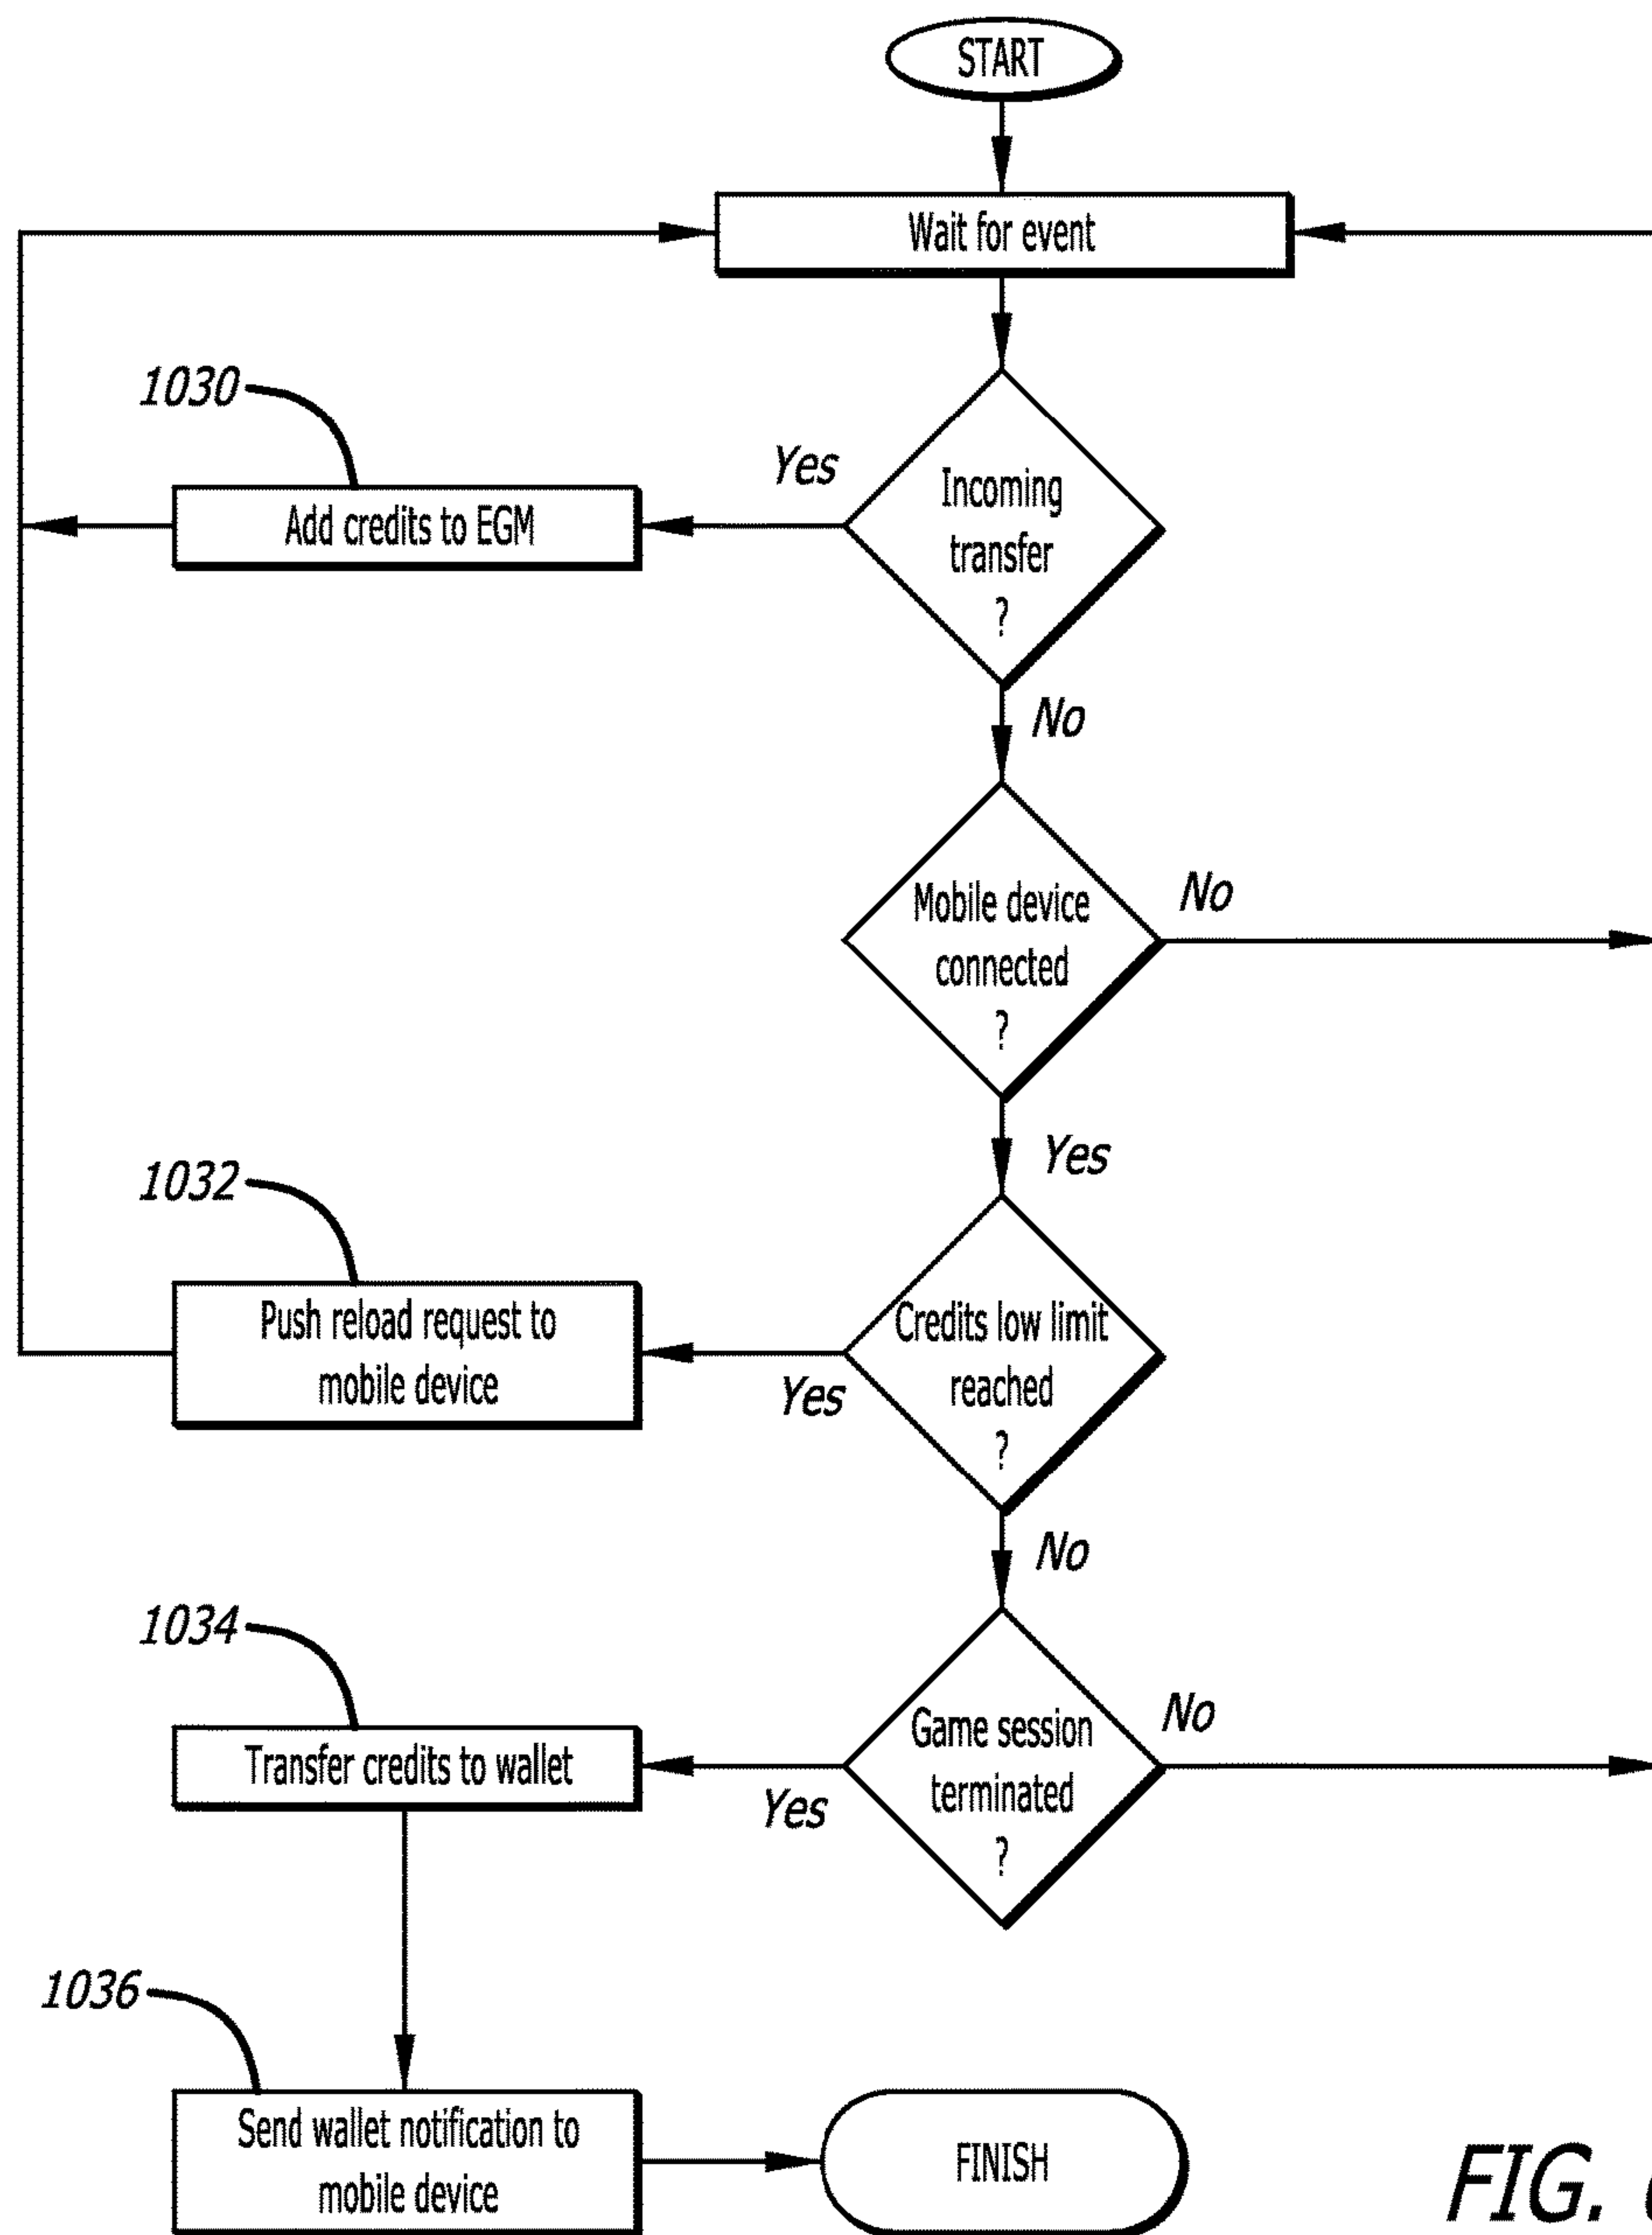 START
Wait for event
1030
Yes
Add credits to EGM
Incoming
transfer
?
No
Mobile device
connected
?
No
Yes
1032
Push reload request to
mobile device
Yes
Credits low limit
reached
?
No
1034
Transfer credits to wallet
Yes
Game session
terminated
?
No
1036
Send wallet notification to
mobile device
FINISH
FIG.